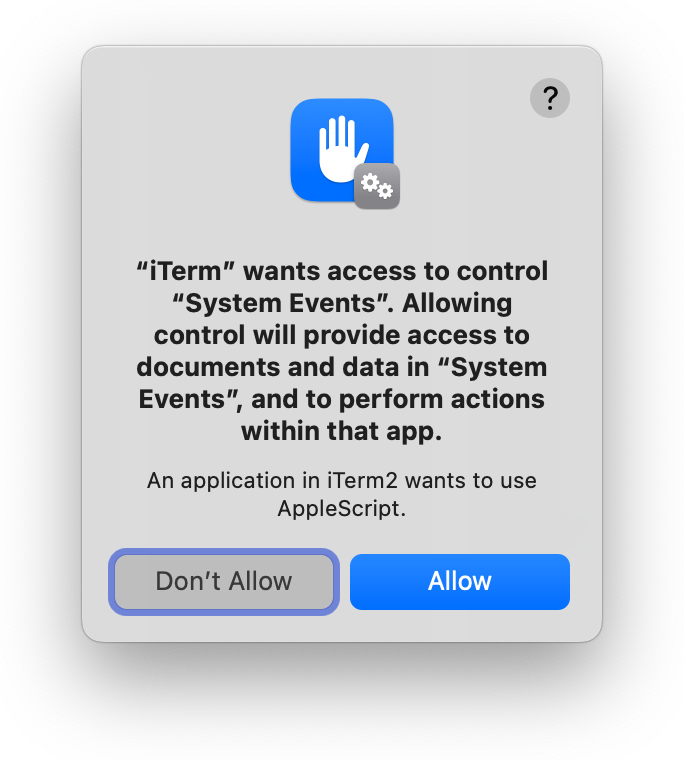 ?
“iTerm” wants access to control
“System Events”. Allowing
control will provide access to
documents and data in “System
Events”, and to perform actions
within that app.
An application in iTerm2 wants to use
AppleScript.
Don’t Allow
Allow